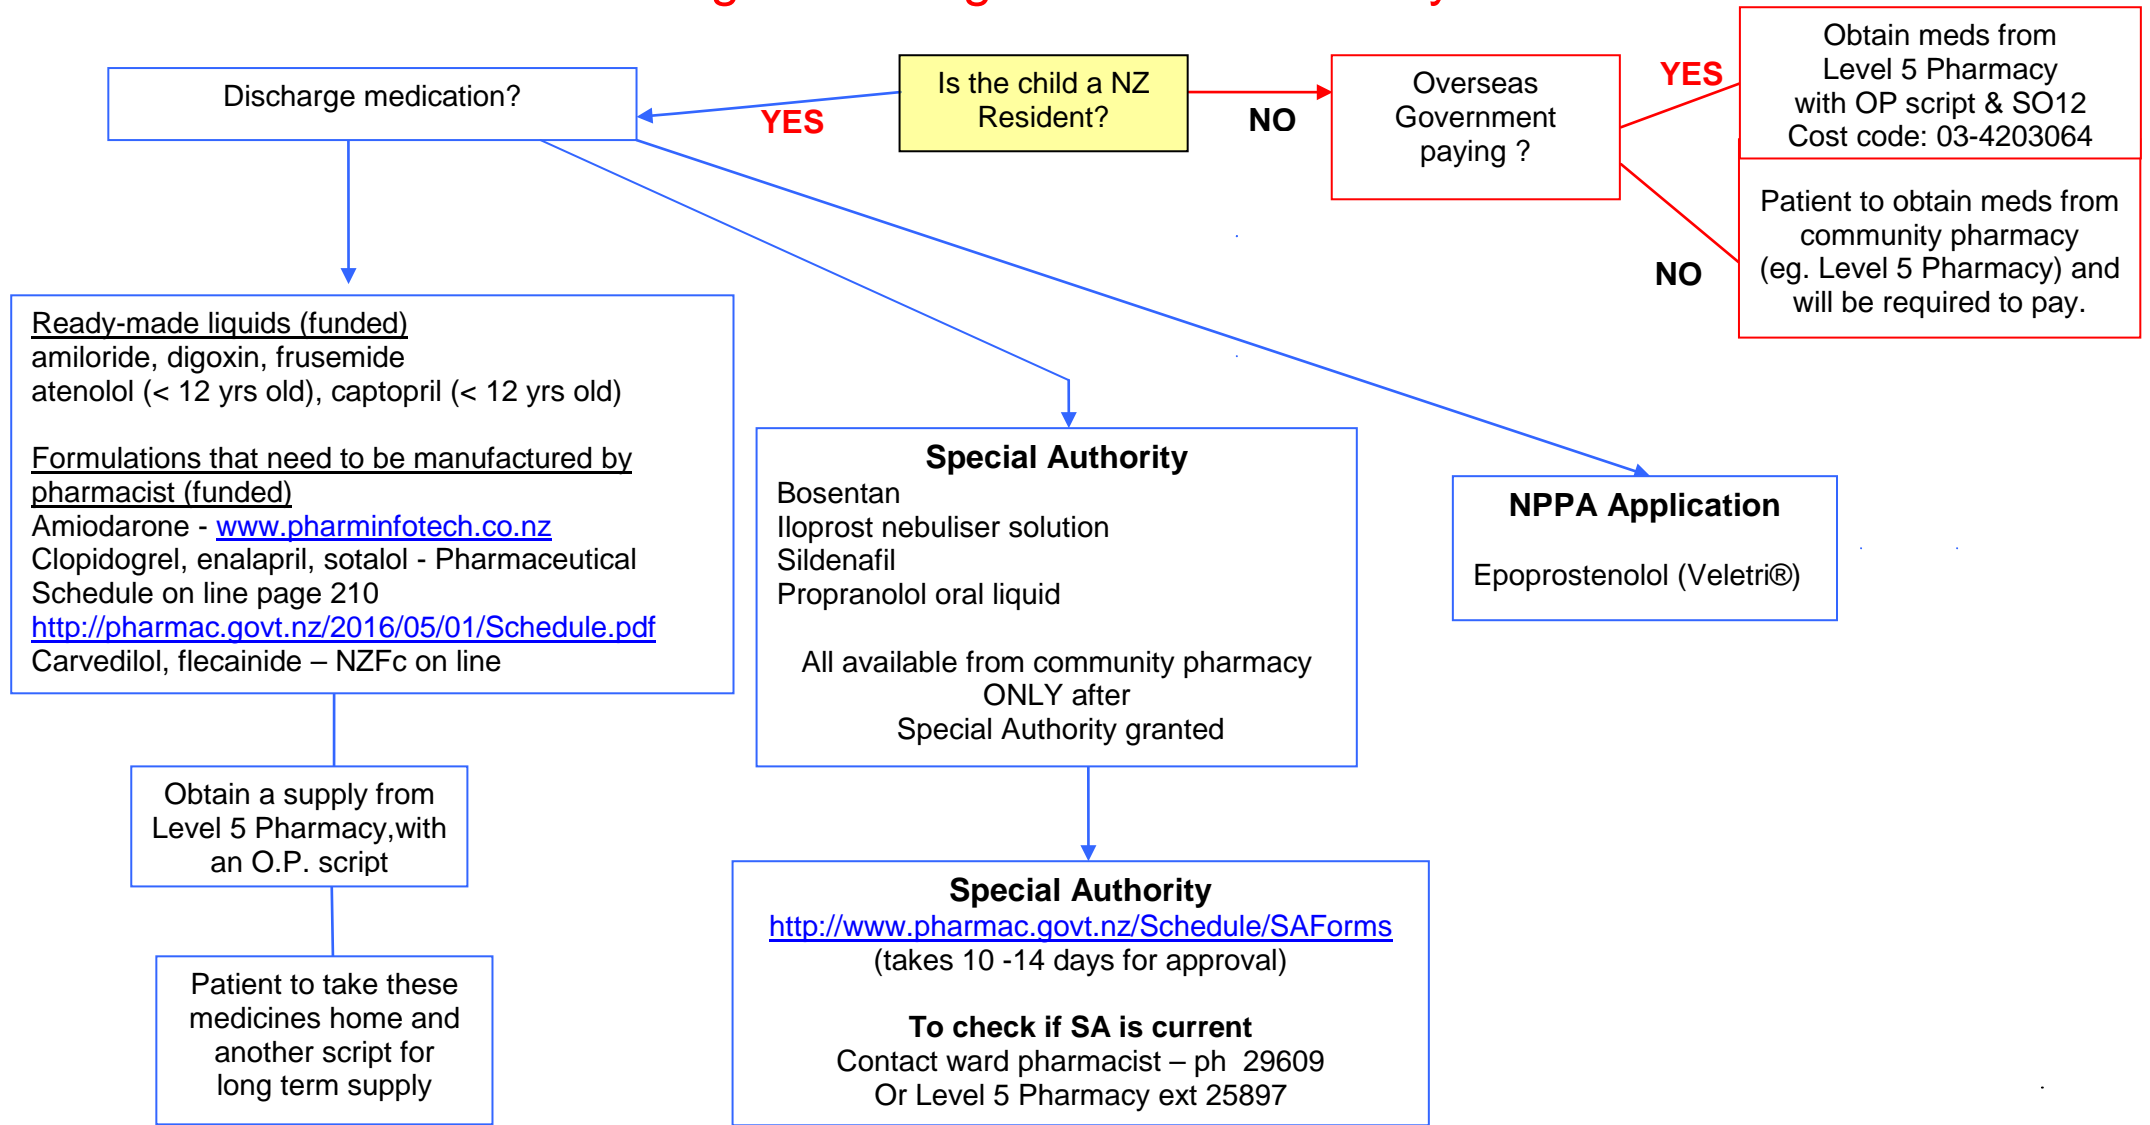 Is the child a NZ
Resident?
YES
NO
Discharge medication?
Overseas
Government
paying ?
YES
NO
Obtain meds from
Level 5 Pharmacy
with OP script & SO12
Cost code: 03-4203064
Patient to obtain meds from
community pharmacy
(eg. Level 5 Pharmacy) and
will be required to pay.
Ready-made liquids (funded)
amiloride, digoxin, frusemide
atenolol (< 12 yrs old), captopril (< 12 yrs old)
Formulations that need to be manufactured by
pharmacist (funded)
Amiodarone - www.pharminfotech.co.nz
Clopidogrel, enalapril, sotalol - Pharmaceutical
Schedule on line page 210
http://pharmac.govt.nz/2016/05/01/Schedule.pdf
Carvedilol, flecainide – NZFc on line
Obtain a supply from
Level 5 Pharmacy,with
an O.P. script
Patient to take these
medicines home and
another script for
long term supply
Special Authority
Bosentan
Iloprost nebuliser solution
Sildenafil
Propranolol oral liquid
All available from community pharmacy
ONLY after
Special Authority granted
Special Authority
http://www.pharmac.govt.nz/Schedule/SAForms
(takes 10 -14 days for approval)
To check if SA is current
Contact ward pharmacist – ph 29609
Or Level 5 Pharmacy ext 25897
NPPA Application
Epoprostenolol (Veletri®)